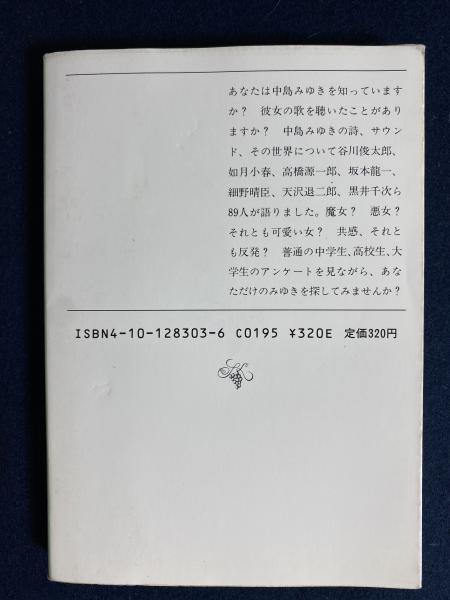 あなたは中島みゆきを知っています
か？　彼女の歌を聴いたことがあり
ますか？　中島みゆきの詩、サウン
ド、その世界について谷川俊太郎、
如月小春、高橋源一郎、坂本龍一、
細野晴臣、天沢退二郎、黒井千次ら
89人が語りました。魔女？　悪女？
それとも可愛い女？　共感、それと
も反発？　普通の中学生、高校生、大
学生のアンケートを見ながら、あな
ただけのみゆきを探してみませんか？
ISBN4-10-128303-6 C0195 ¥320E 定価320円